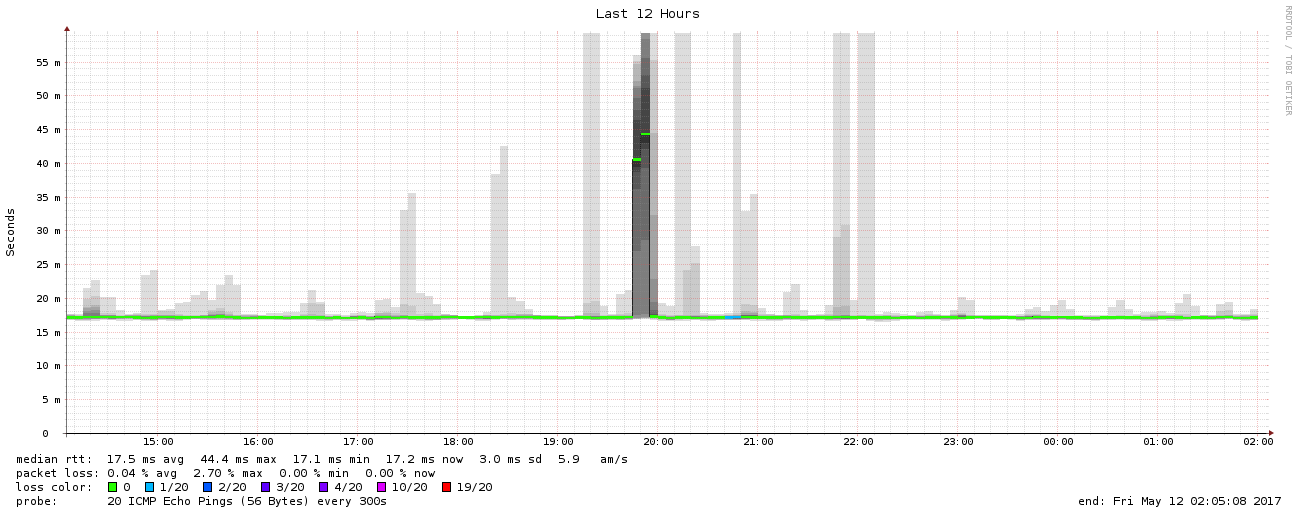 Last 12 Hours
RRDTOOL / TOBI OETIKER
Seconds
55 m
50 m
45 m
40 m
35 m
30 m
25 m
20 m
15 m
10 m
5 m
0
15:00 16:00 17:00 18:00 19:00 20:00 21:00 22:00 23:00 00:00 01:00 02:00
median rtt: 17.5 ms avg 44.4 ms max 17.1 ms min 17.2 ms now 3.0 ms sd 5.9 am/s
packet loss: 0.04 % avg 2.70 % max 0.00 % min 0.00 % now
loss color: 0 1/20 2/20 3/20 4/20 10/20 19/20
probe: 20 ICMP Echo Pings (56 Bytes) every 300s end: Fri May 12 02:05:08 2017